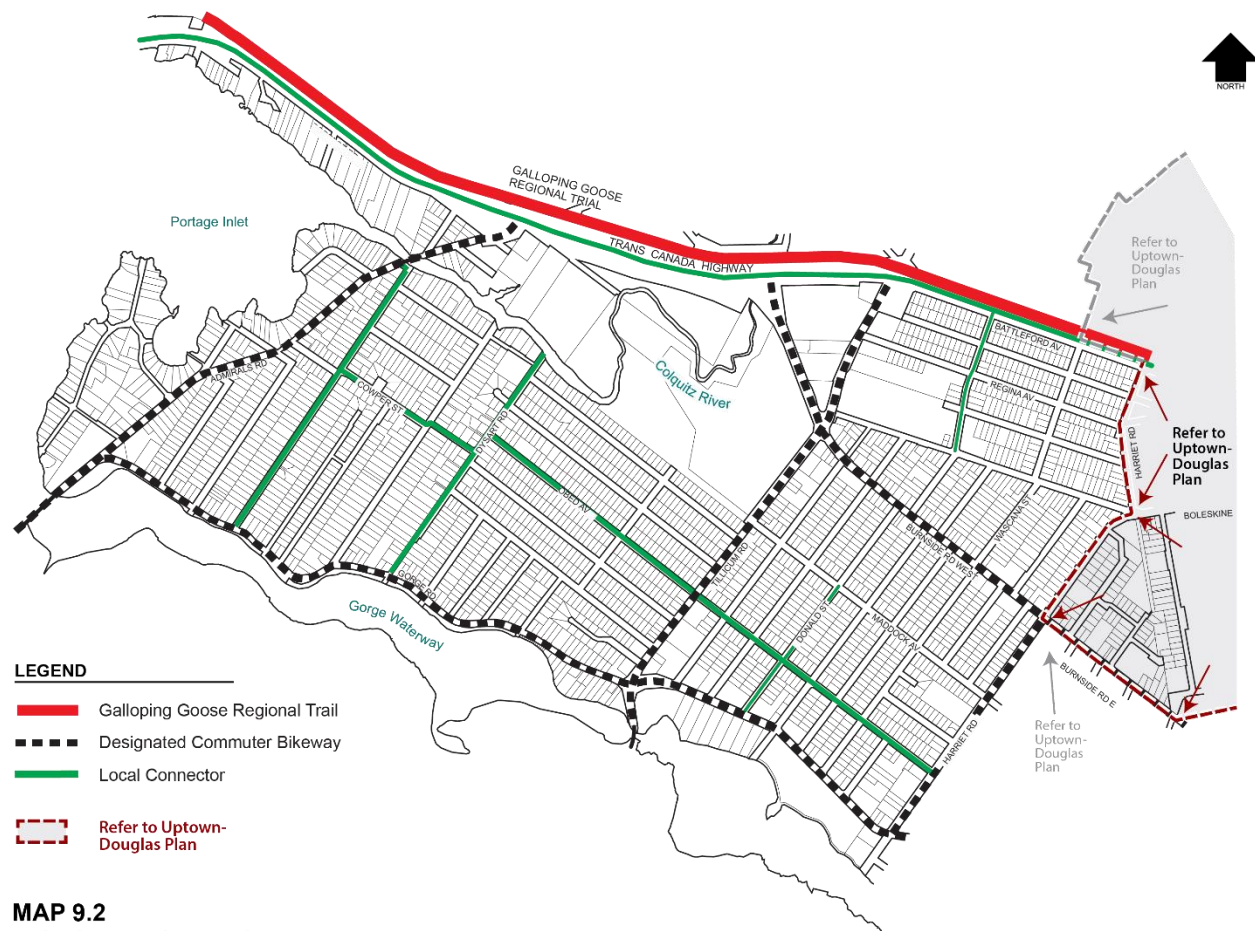 NORTH
GALLOPING GOOSE
REGIONAL TRIAL
Portage Inlet
TRANS CANADA HIGHWAY
Refer to
Uptown-
Douglas
Plan
BATTLEFORD AV
REGINA AV
Colquitz River
ADMIRALS RD
COWPER ST
DYSART RD
HARRIET RD
Refer to
Uptown-
Douglas
Plan
OBED AV
WASCANA ST
BOLESKINE
BURNSIDE RD WEST
TILLICUM RD
GORGE RD
DONALD ST
MADDOCK AV
Gorge Waterway
BURNSIDE RD E
HARRIET RD
Refer to
Uptown-
Douglas
Plan
LEGEND
Galloping Goose Regional Trail
Designated Commuter Bikeway
Local Connector
Refer to Uptown-
Douglas Plan
MAP 9.2